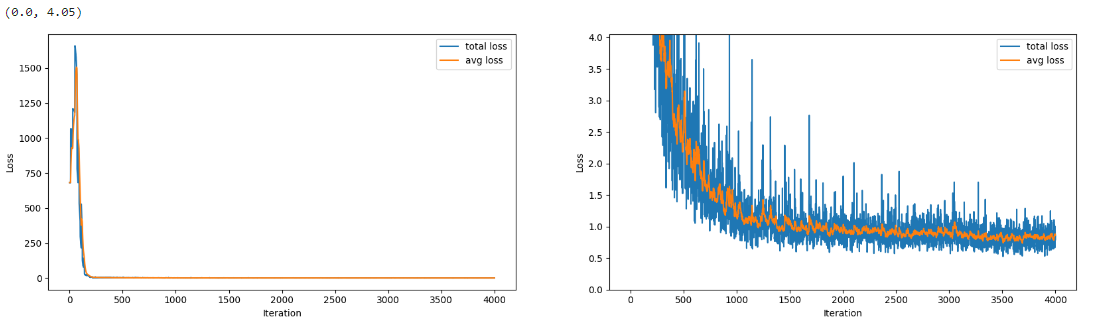 (0.0, 4.05)
total loss
avg loss
1500
1250
1000
750
500
250
0
Loss
0 500 1000 1500 2000 2500 3000 3500 4000
Iteration
total loss
avg loss
4.0
3.5
3.0
2.5
2.0
1.5
1.0
0.5
0.0
Loss
0 500 1000 1500 2000 2500 3000 3500 4000
Iteration